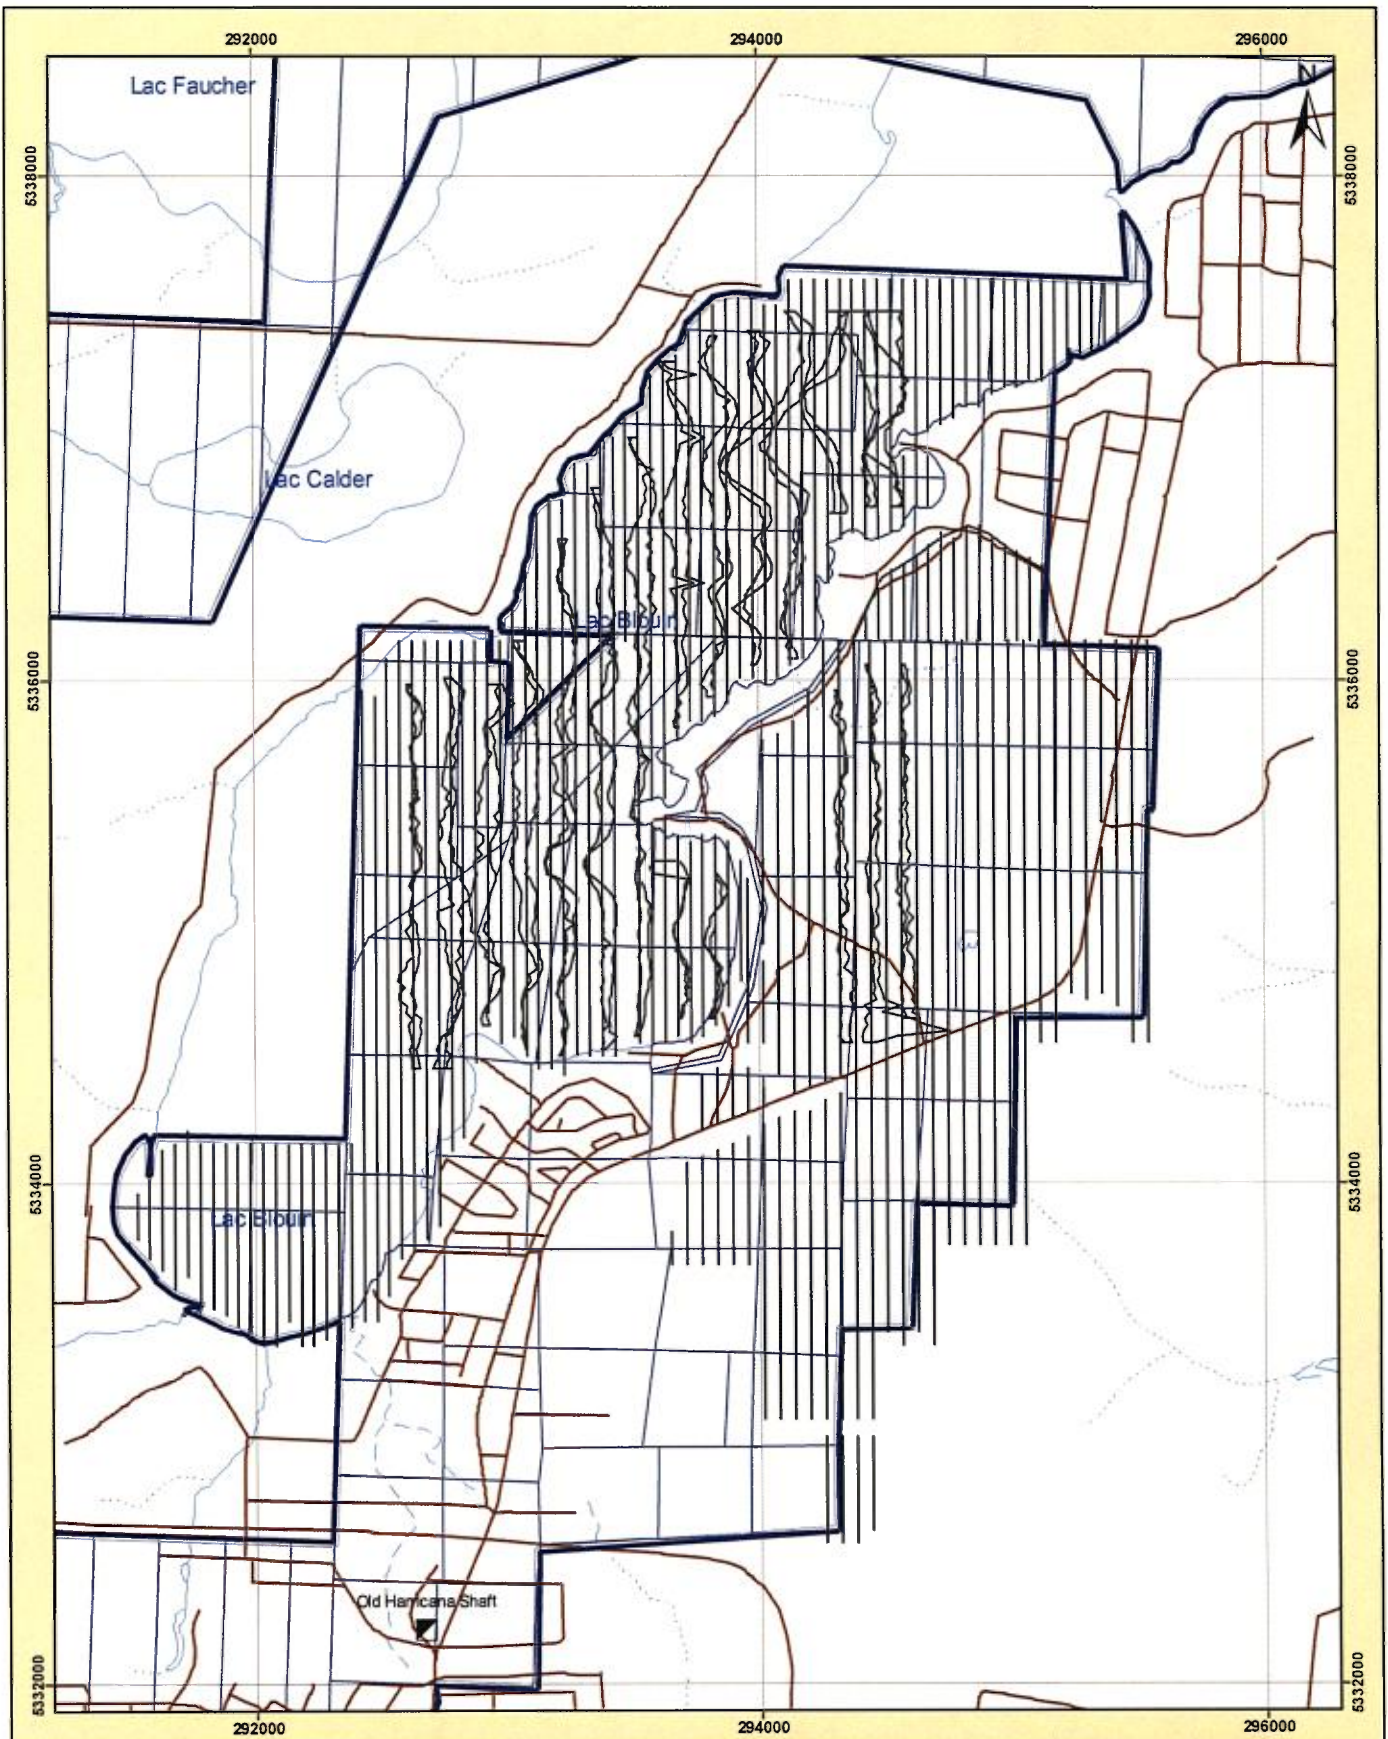 292000 294000 296000
Lac Faucher
N
5338000 5338000
Lac Calder
Lac Blouin
5336000 5336000
5334000 5334000
Lac Blouin
Old Harricana Shaft
5332000 5332000
292000 294000 296000